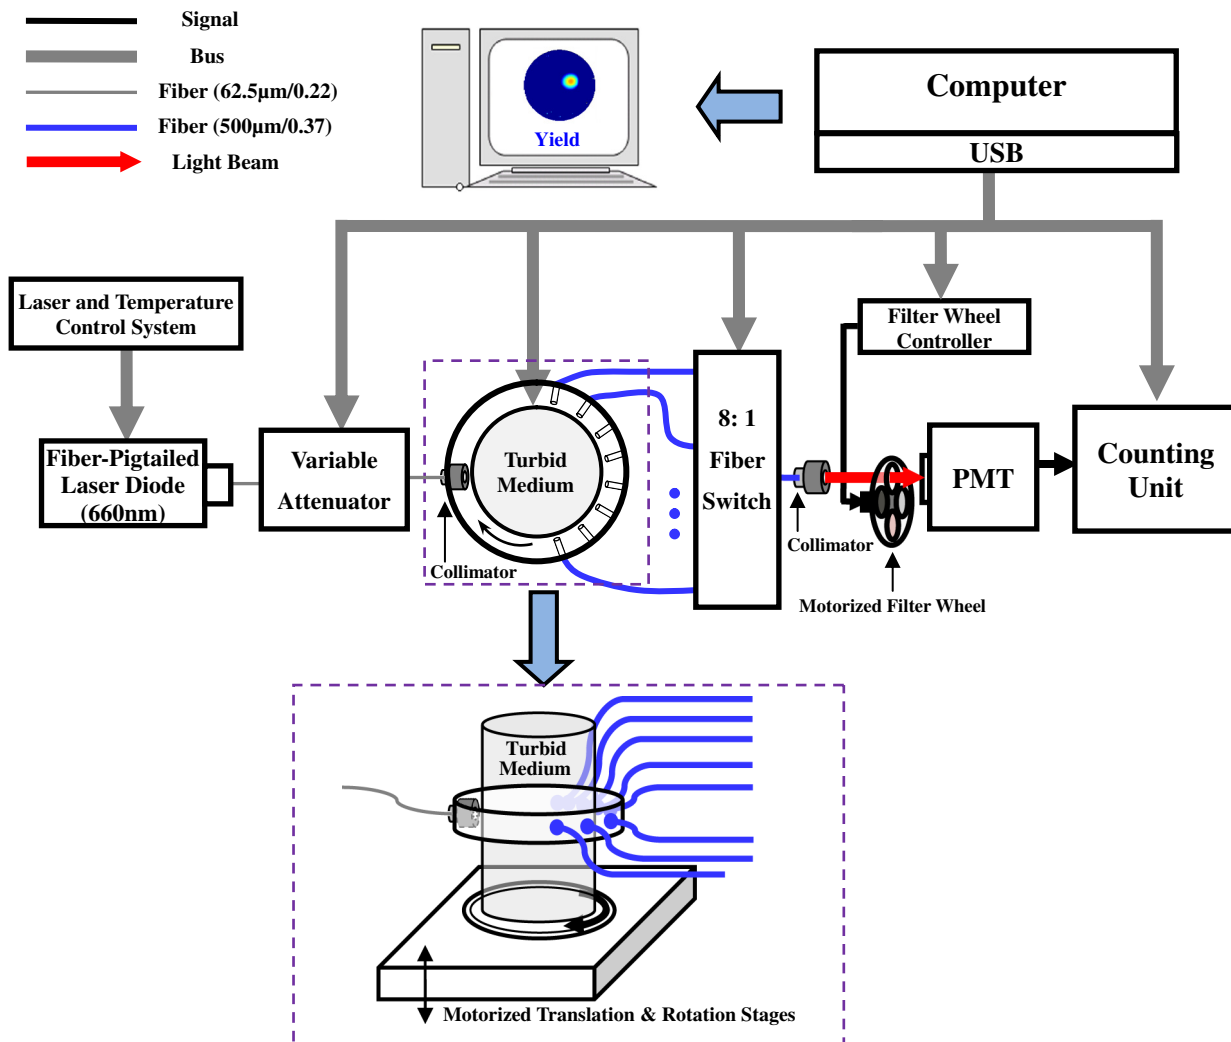 Signal
Bus
Fiber (62.5μm/0.22)
Fiber (500μm/0.37)
Light Beam
Yield
Computer
USB
Laser and Temperature
Control System
Filter Wheel
Controller
Fiber-Pigtailed
Laser Diode
(660nm)
Variable
Attenuator
Turbid
Medium
Collimator
8: 1
Fiber
Switch
Collimator
Motorized Filter Wheel
PMT
Counting
Unit
Turbid
Medium
Motorized Translation & Rotation Stages